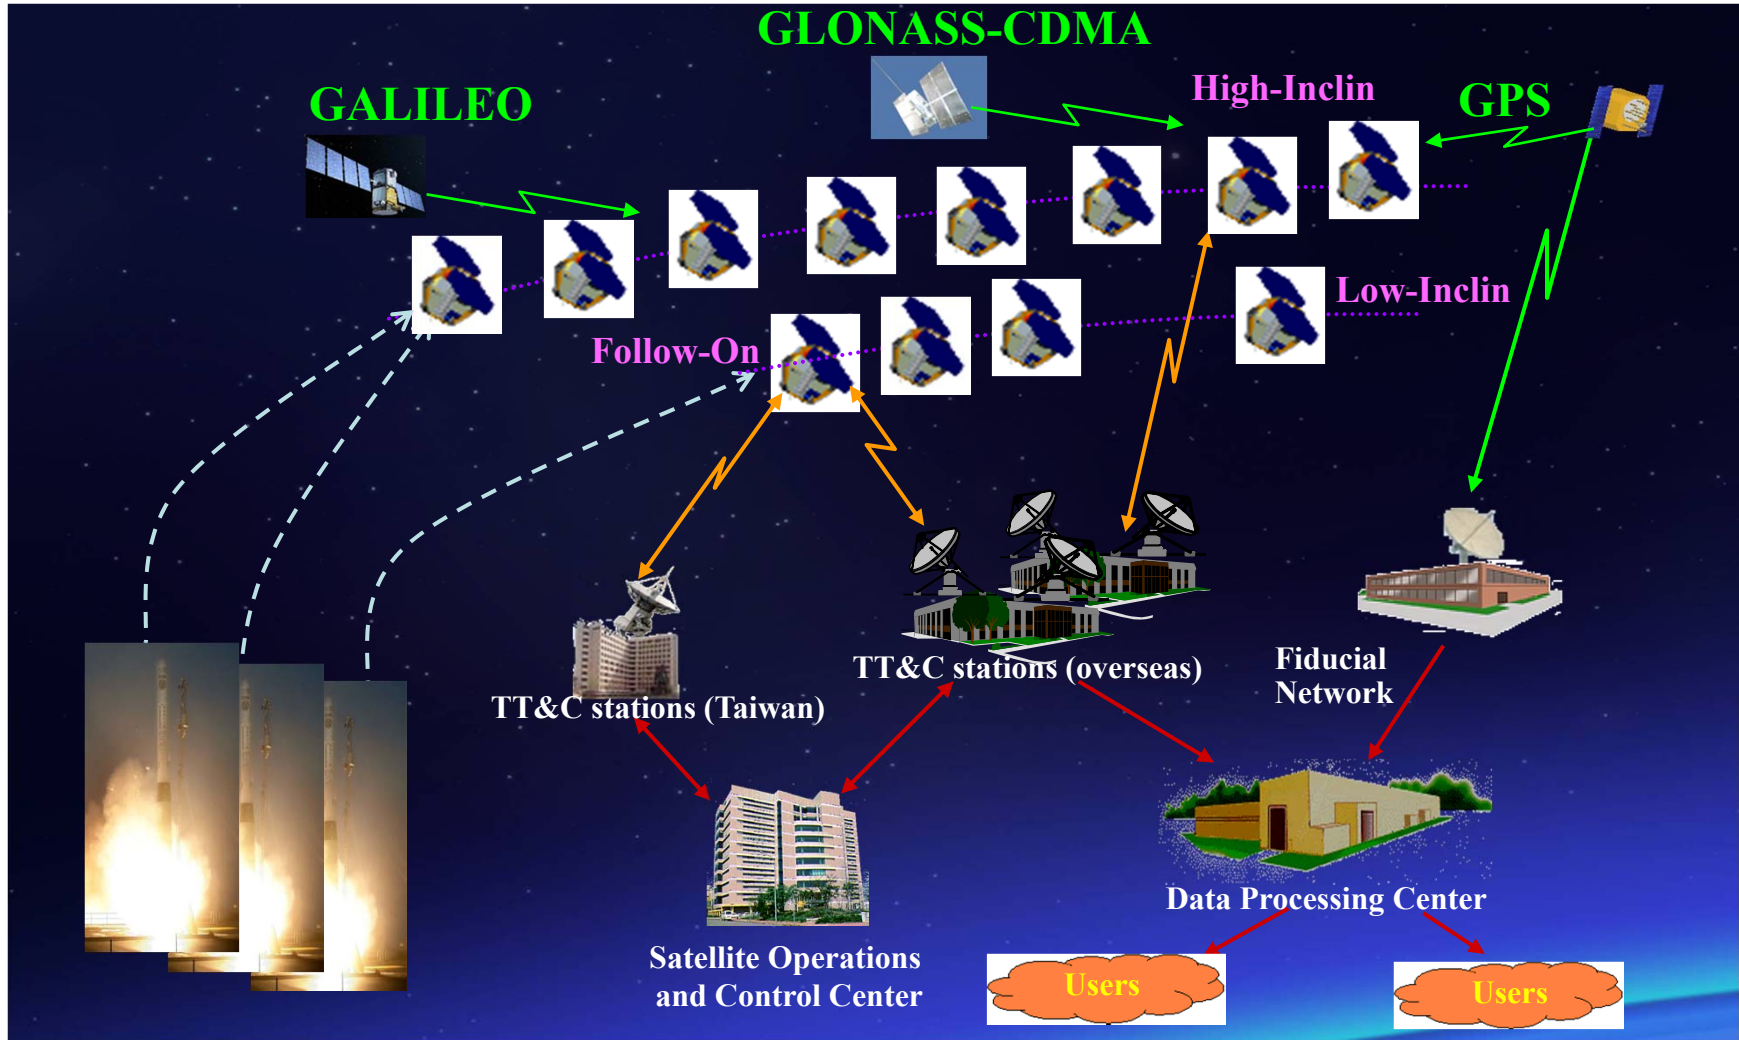 GLONASS-CDMA
GALILEO
High-Inclin
GPS
Low-Inclin
Follow-On
TT&C stations (Taiwan)
TT&C stations (overseas)
Fiducial
Network
Data Processing Center
Satellite Operations
and Control Center
Users
Users